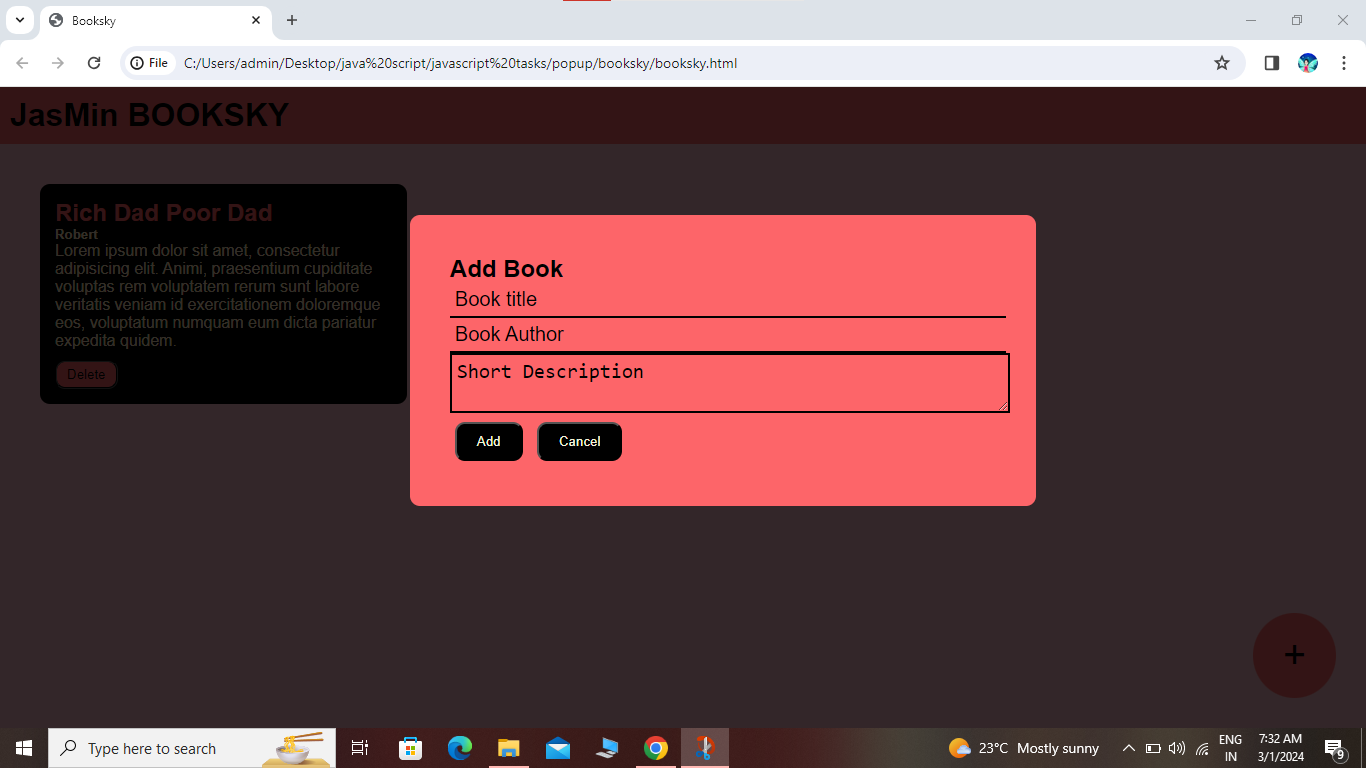 Booksky
File
C:/Users/admin/Desktop/java%20script/javascript%20tasks/popup/booksky/booksky.html
JasMin BOOKSKY
Rich Dad Poor Dad
Robert
Lorem ipsum dolor sit amet, consectetur
adipisicing elit. Animi, praesentium cupiditate
voluptas rem voluptatem rerum sunt labore
veritatis veniam id exercitationem doloremque
eos, voluptatum numquam eum dicta pariatur
expedita quidem.
Delete
Add Book
Book title
Book Author
Short Description
Add
Cancel
+
Type here to search
23°C Mostly sunny
ENG
IN
7:32 AM
3/1/2024
9